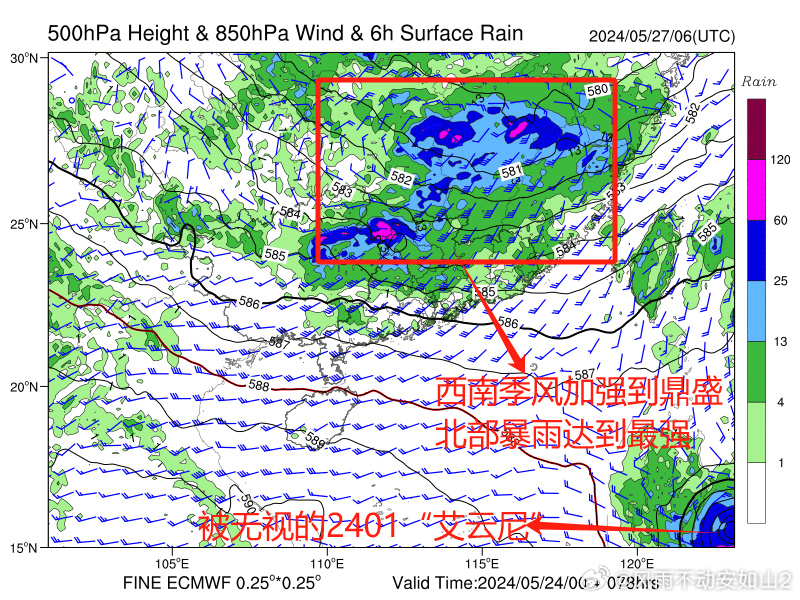 500hPa Height & 850hPa Wind & 6h Surface Rain
2024/05/27/06(UTC)
Rain
30°N
25°N
20°N
15°N
105°E
110°E
115°E
120°E
120
60
25
13
4
1
580
582
581
582
583
583
584
584
585
585
585
586
586
587
587
588
589
590
西南季风加强到鼎盛
北部暴雨达到最强
被无视的2401“艾云尼”
FINE ECMWF 0.25°*0.25°
Valid Time:2024/05/24/00 + 078hrs
风雨不动安如山2